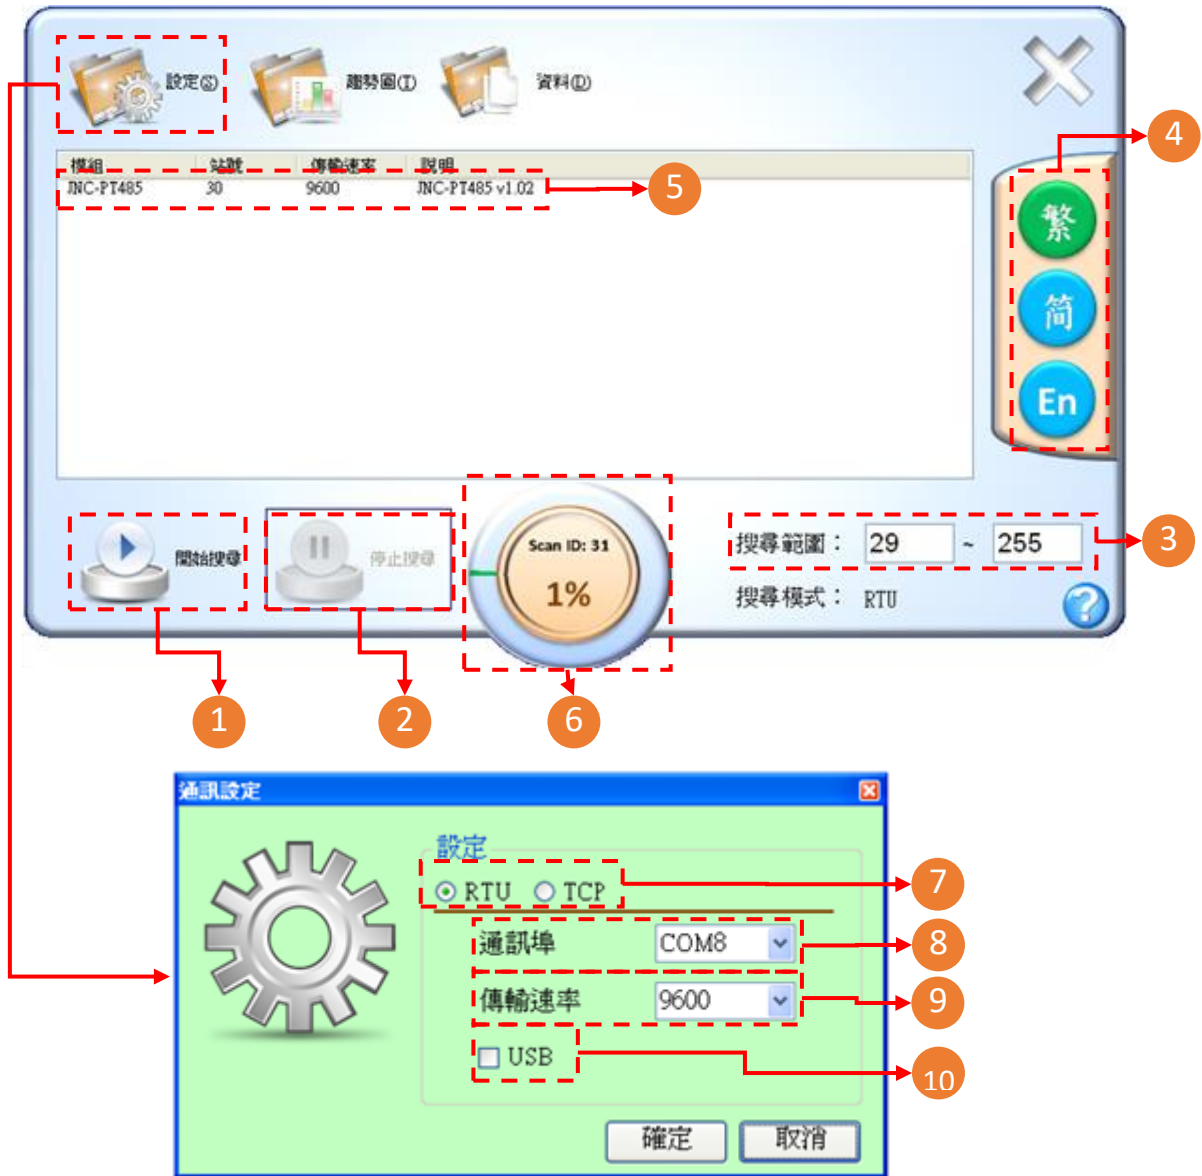 設定(S) 趨勢圖(T) 資料(D)
4
模組 站號 傳輸速率 說明
JNC-PT485 30 9600 JNC-PT485 v1.02
5
繁
简
En
開始搜尋 停止搜尋
Scan ID: 31
1%
搜尋範圍： 29 ~ 255
3
搜尋模式： RTU
?
1 2 6
通訊設定
設定
RTU TCP
7
通訊埠 COM8
8
傳輸速率 9600
9
USB
10
確定 取消